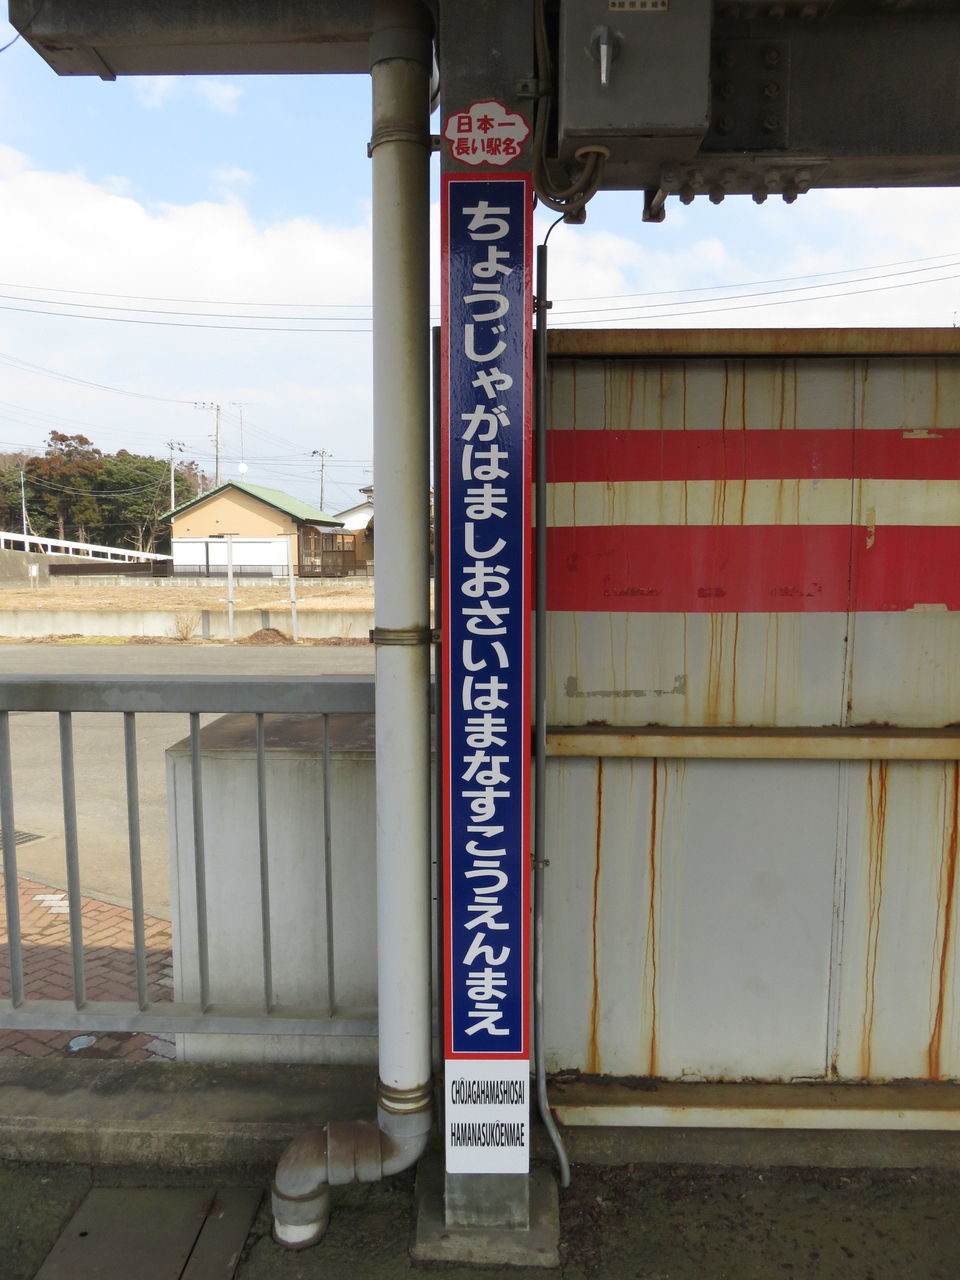 日本一
長い駅名
ちょうじゃがはましおさいはまなすこうえんまえ
CHŌJAGAHAMASHIOSAI
HAMANASUKŌENMAE